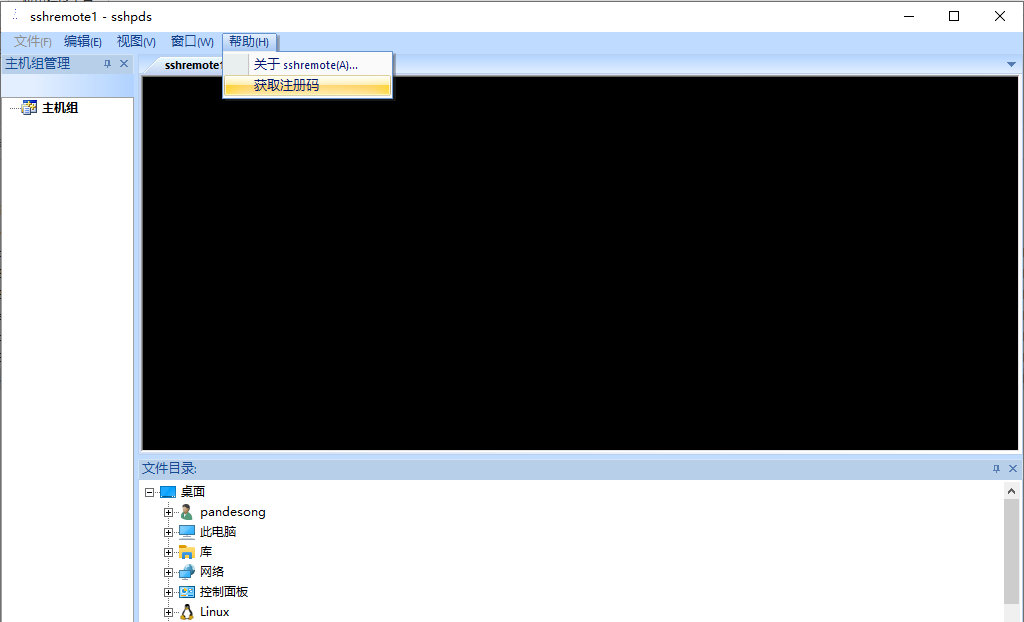 sshremote1 - sshpds
文件(F) 编辑(E) 视图(V) 窗口(W) 帮助(H)
主机组管理
sshremote1
关于 sshremote(A)...
获取注册码
主机组
文件目录:
桌面
pandesong
此电脑
库
网络
控制面板
Linux